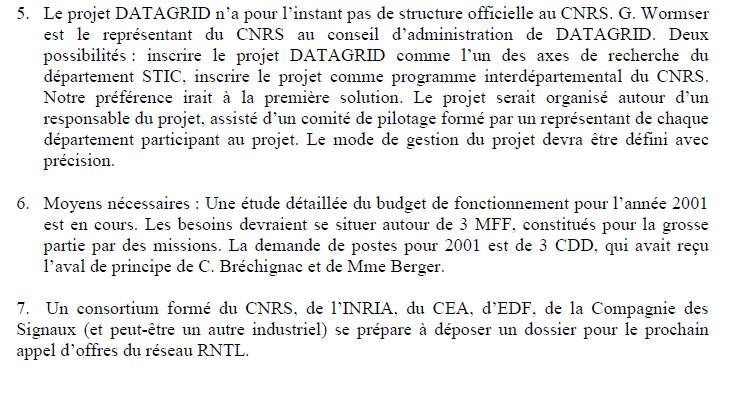 5. Le projet DATAGRID n’a pour l’instant pas de structure officielle au CNRS. G. Wormser
est le représentant du CNRS au conseil d’administration de DATAGRID. Deux
possibilités : inscrire le projet DATAGRID comme l’un des axes de recherche du
département STIC, inscrire le projet comme programme interdépartemental du CNRS.
Notre préférence irait à la première solution. Le projet serait organisé autour d’un
responsable du projet, assisté d’un comité de pilotage formé par un représentant de chaque
département participant au projet. Le mode de gestion du projet devra être défini avec
précision.
6. Moyens nécessaires : Une étude détaillée du budget de fonctionnement pour l’année 2001
est en cours. Les besoins devraient se situer autour de 3 MFF, constitués pour la grosse
partie par des missions. La demande de postes pour 2001 est de 3 CDD, qui avait reçu
l’aval de principe de C. Bréchignac et de Mme Berger.
7. Un consortium formé du CNRS, de l’INRIA, du CEA, d’EDF, de la Compagnie des
Signaux (et peut-être un autre industriel) se prépare à déposer un dossier pour le prochain
appel d’offres du réseau RNTL.